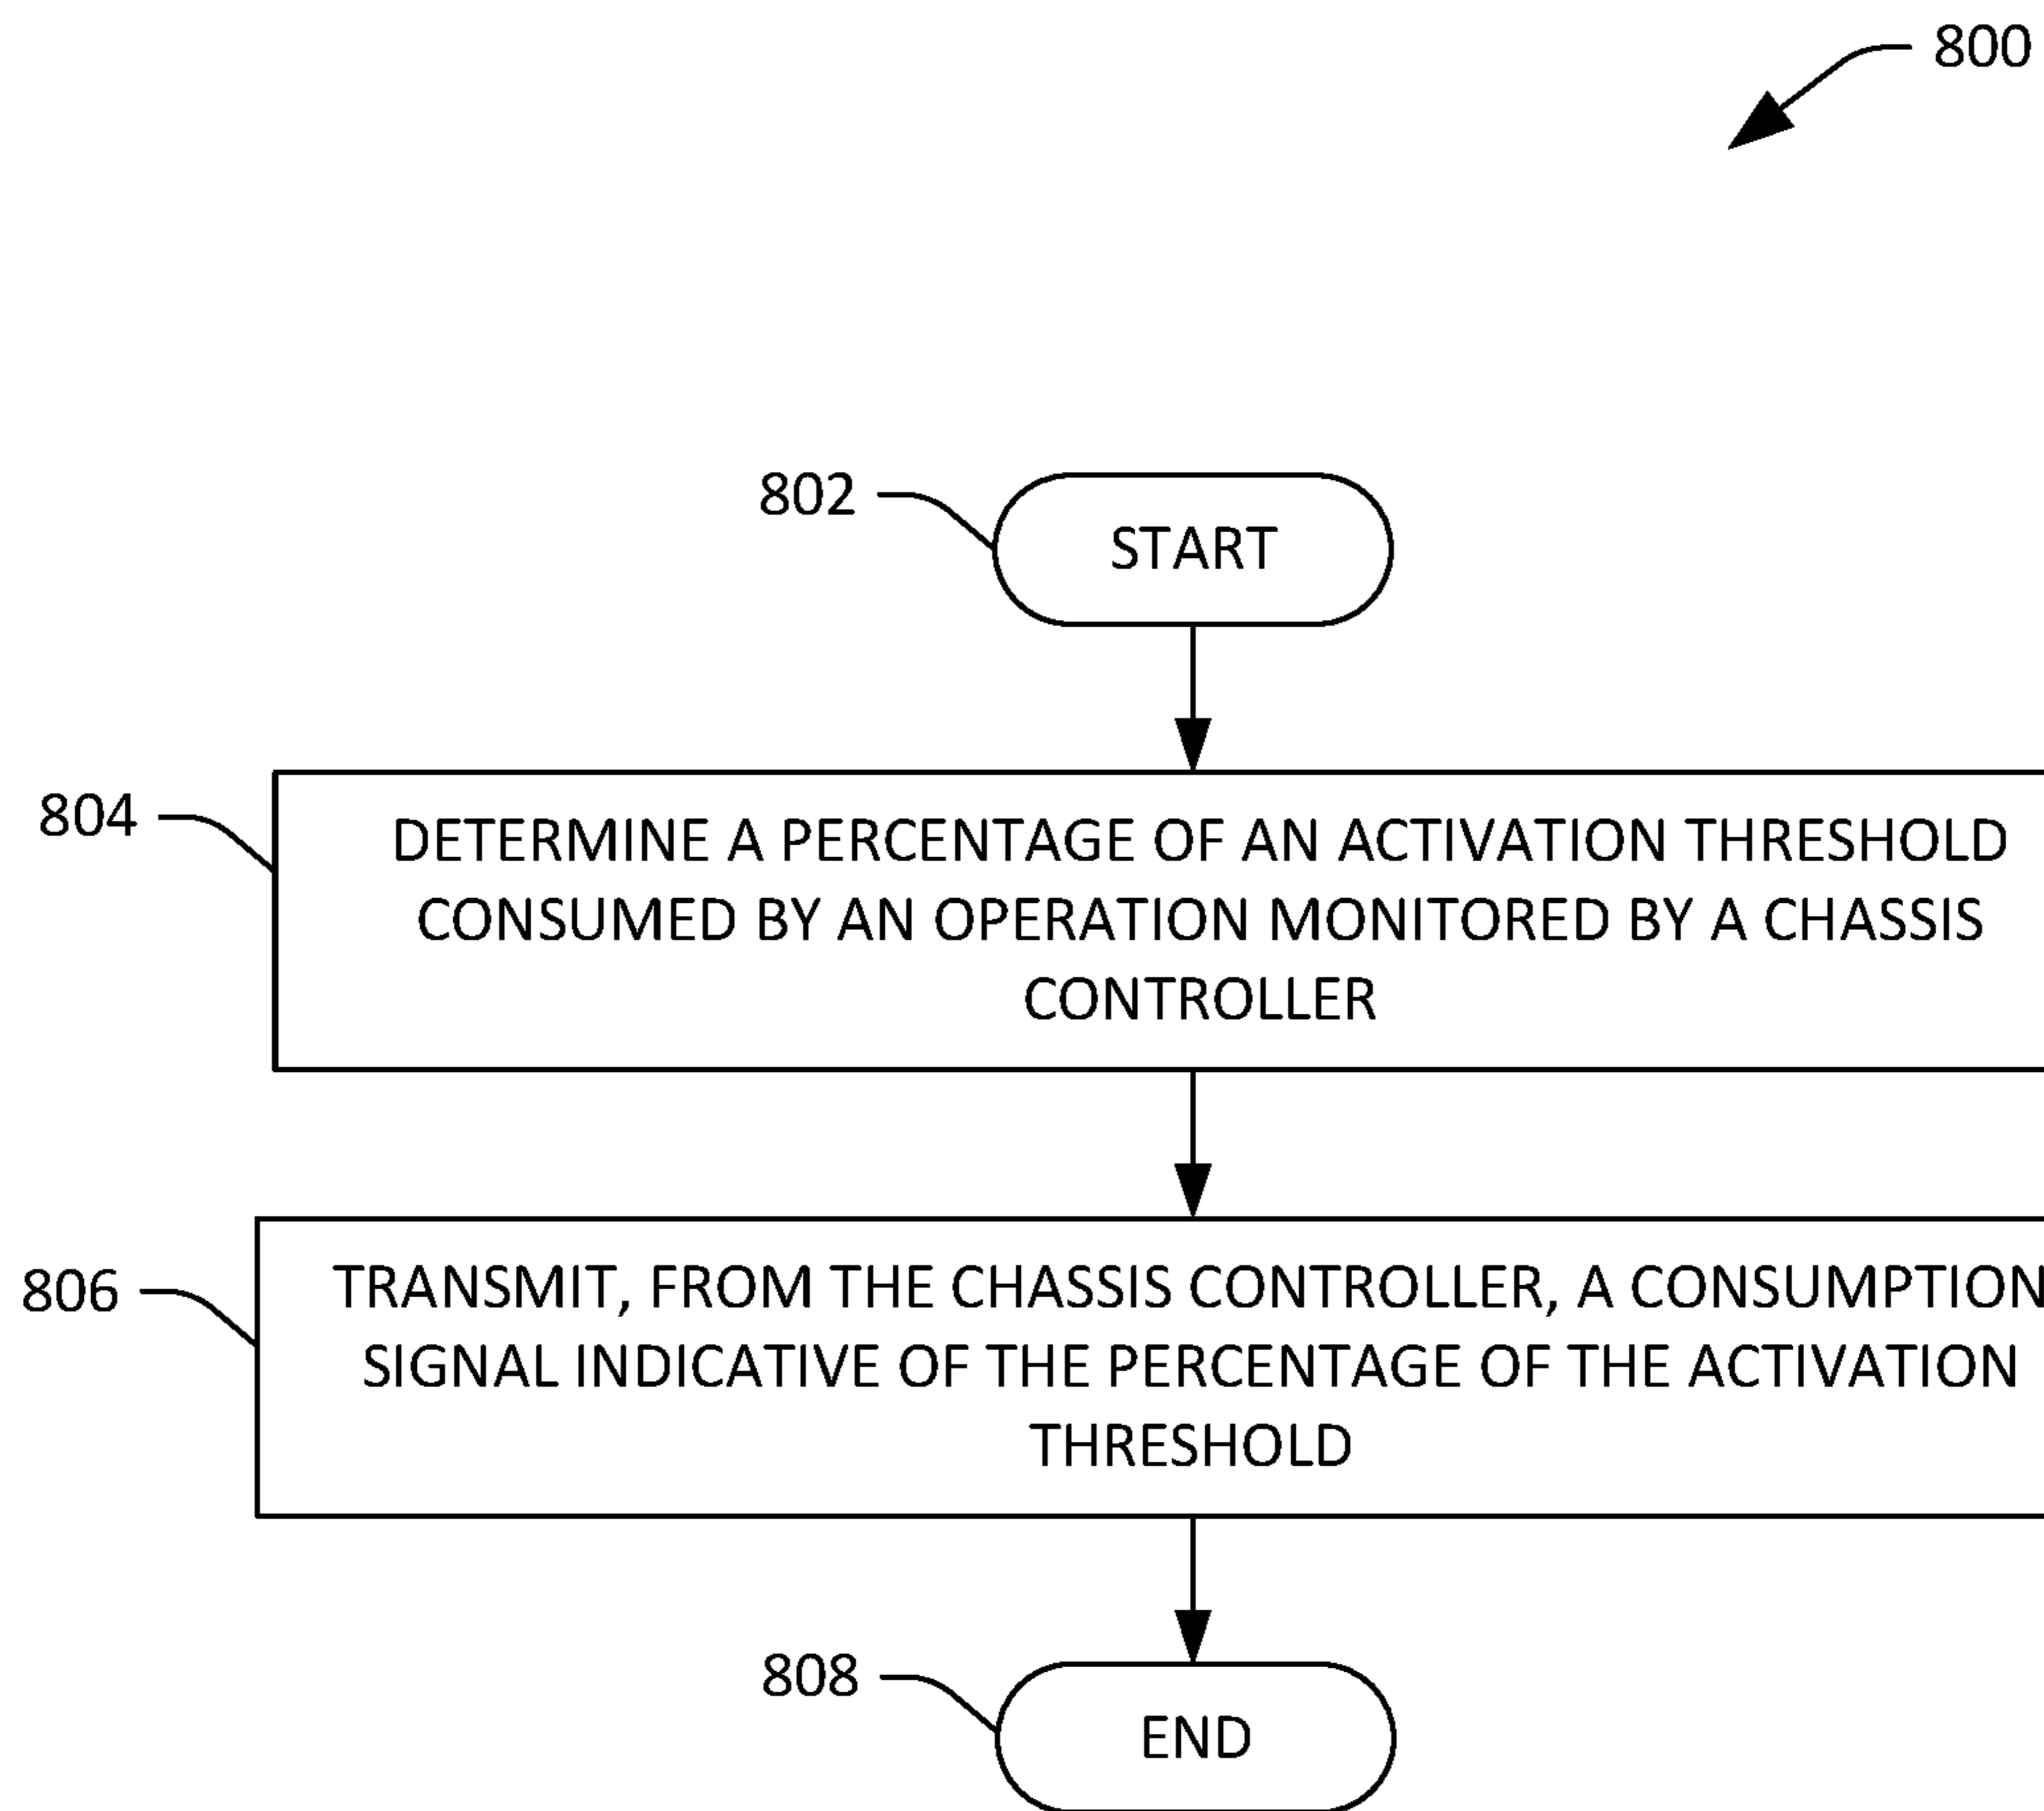 800
802
START
804
DETERMINE A PERCENTAGE OF AN ACTIVATION THRESHOLD
CONSUMED BY AN OPERATION MONITORED BY A CHASSIS
CONTROLLER
806
TRANSMIT, FROM THE CHASSIS CONTROLLER, A CONSUMPTION
SIGNAL INDICATIVE OF THE PERCENTAGE OF THE ACTIVATION
THRESHOLD
808
END